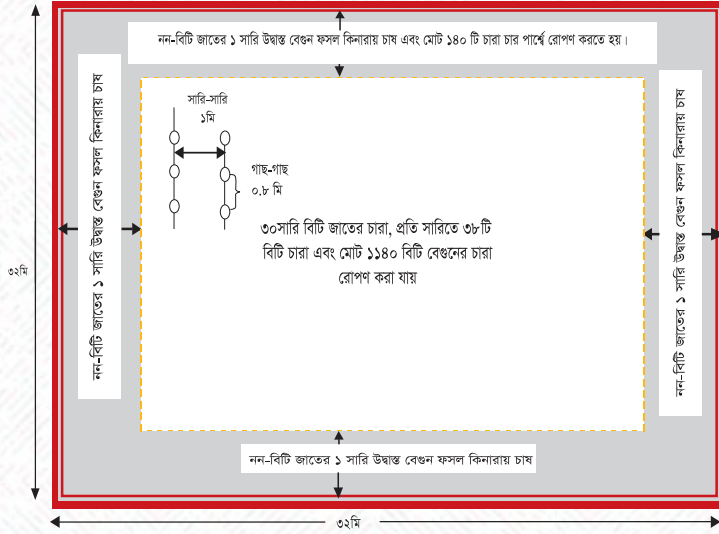 নন-বিটি জাতের ১ সারি উদ্বাস্ত বেগুন ফসল কিনারায় চাষ এবং মোট ১৪০ টি চারা চার পার্শ্বে রোপণ করতে হয়।
নন-বিটি জাতের ১ সারি উদ্বাস্ত বেগুন ফসল কিনারায় চাষ
সারি-সারি
১মি
গাছ-গাছ
০.৮ মি
৩০সারি বিটি জাতের চারা, প্রতি সারিতে ৩৮টি
বিটি চারা এবং মোট ১১৪০ বিটি বেগুনের চারা
রোপণ করা যায়
নন-বিটি জাতের ১ সারি উদ্বাস্ত বেগুন ফসল কিনারায় চাষ
৩২মি
নন-বিটি জাতের ১ সারি উদ্বাস্ত বেগুন ফসল কিনারায় চাষ
৩২মি